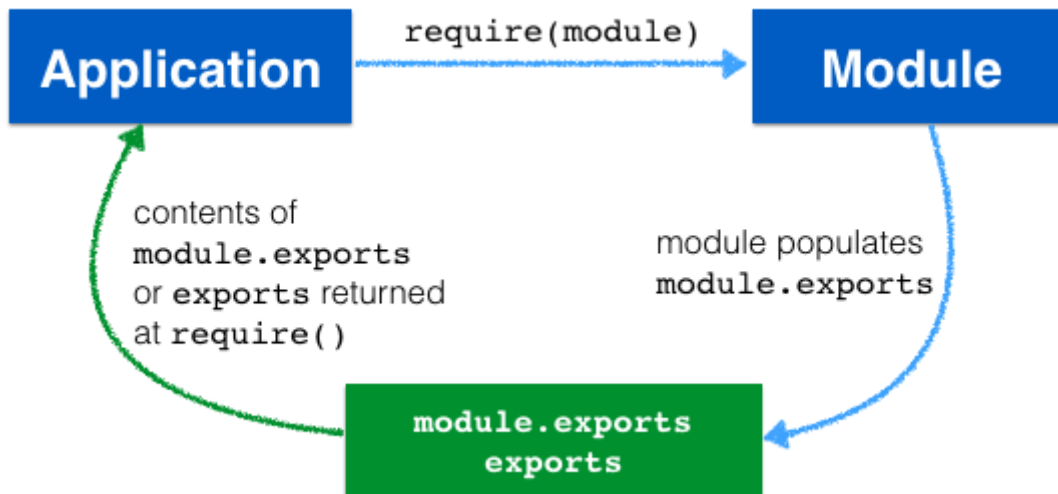 require(module)
Application
Module
contents of
module.exports
or exports returned
at require()
module populates
module.exports
module.exports
exports